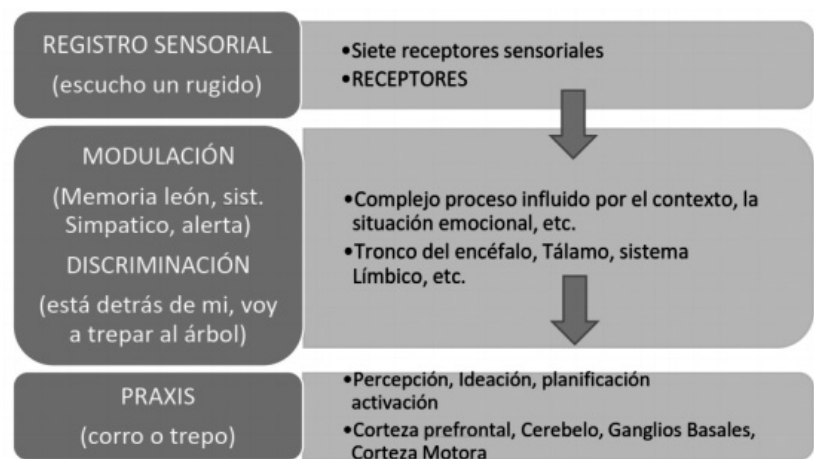 REGISTRO SENSORIAL
(escucho un rugido)
•Siete receptores sensoriales
•RECEPTORES
MODULACIÓN
(Memoria león, sist.
Simpatico, alerta)
DISCRIMINACIÓN
(está detrás de mi, voy
a trepar al árbol)
•Complejo proceso influido por el contexto, la
situación emocional, etc.
•Tronco del encéfalo, Tálamo, sistema
Límbico, etc.
PRAXIS
(corro o trepo)
•Percepción, Ideación, planificación
activación
•Corteza prefrontal, Cerebelo, Ganglios Basales,
Corteza Motora